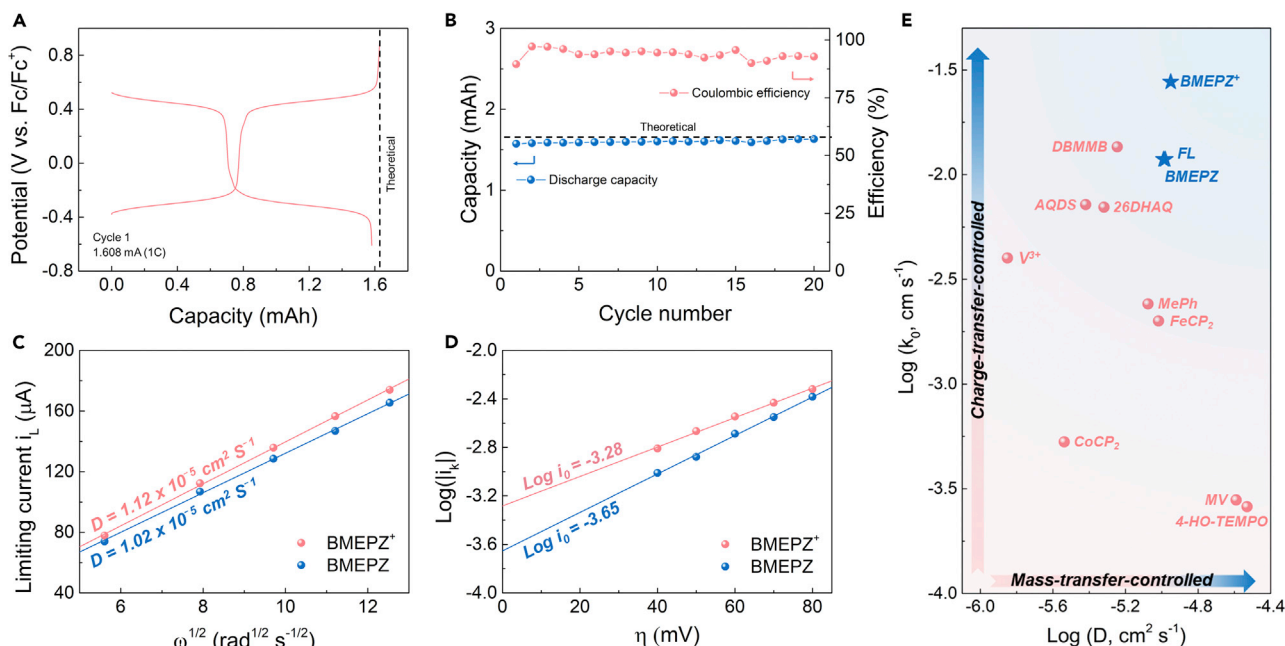 A
Potential (V vs. Fc/Fc⁺)
0.8
0.4
0.0
-0.4
-0.8
Theoretical
Cycle 1
1.608 mA (1C)
0.0 0.4 0.8 1.2 1.6
Capacity (mAh)
B
Capacity (mAh)
3
2
1
0
Coulombic efficiency
Theoretical
Discharge capacity
100
75
50
25
0
Efficiency (%)
0 5 10 15 20
Cycle number
C
Limiting current i_L (μA)
200
160
120
80
40
D = 1.12 x 10⁻⁵ cm² S⁻¹
D = 1.02 x 10⁻⁵ cm² S⁻¹
BMEPZ⁺
BMEPZ
6 8 10 12
ω^1/2 (rad^1/2 s^-1/2)
D
Log(|i_k|)
-2.0
-2.4
-2.8
-3.2
-3.6
-4.0
Log i₀ = -3.28
Log i₀ = -3.65
BMEPZ⁺
BMEPZ
0 20 40 60 80
η (mV)
E
Log (k₀, cm s⁻¹)
-1.5
-2.0
-2.5
-3.0
-3.5
-4.0
Charge-transfer-controlled
BMEPZ⁺
DBMMB
FL
BMEPZ
AQDS
26DHAQ
V³⁺
MePh
FeCP₂
CoCP₂
MV
4-HO-TEMPO
Mass-transfer-controlled
-6.0 -5.6 -5.2 -4.8 -4.4
Log (D, cm² s⁻¹)